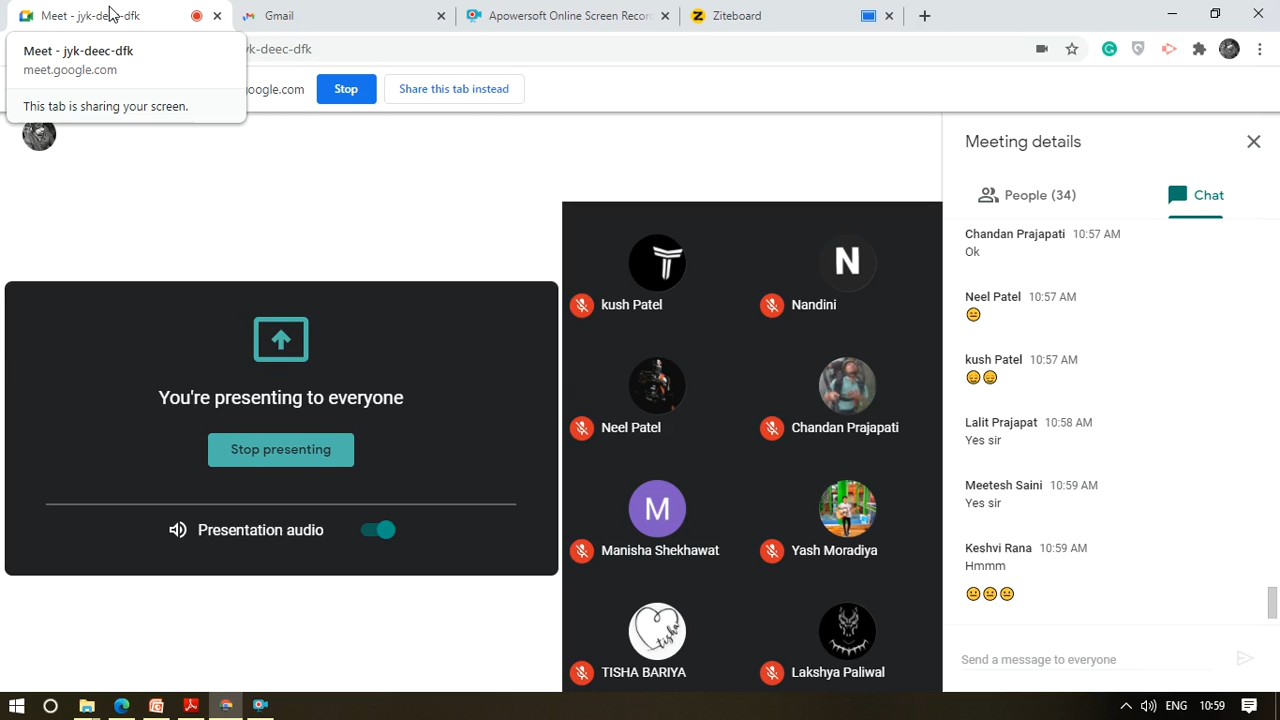 Meet - jyk-deec-dfk
Gmail
Apowersoft Online Screen Recor
Ziteboard
Meet - jyk-deec-dfk
meet.google.com
This tab is sharing your screen.
k-deec-dfk
oogle.com
Stop
Share this tab instead
Meeting details
People (34)
Chat
Chandan Prajapati 10:57 AM
Ok
Neel Patel 10:57 AM
😐
kush Patel 10:57 AM
😑😑
Lalit Prajapat 10:58 AM
Yes sir
Meetesh Saini 10:59 AM
Yes sir
Keshvi Rana 10:59 AM
Hmmm
😐😐😐
Send a message to everyone
You're presenting to everyone
Stop presenting
Presentation audio
T
kush Patel
N
Nandini
Neel Patel
Chandan Prajapati
M
Manisha Shekhawat
Yash Moradiya
tisha
TISHA BARIYA
Lakshya Paliwal
ENG
10:59